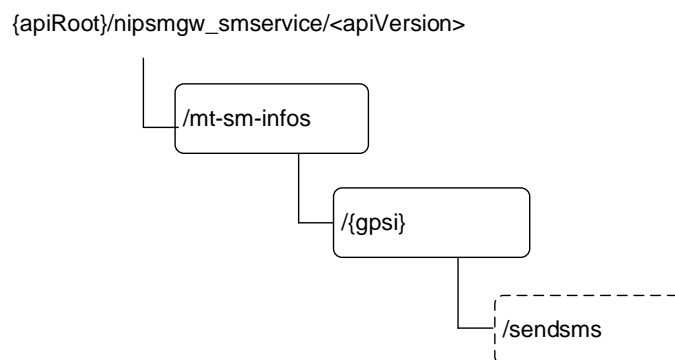 {apiRoot}/nipsmgw_smservice/<apiVersion>
/mt-sm-infos
/{gpsi}
/sendsms